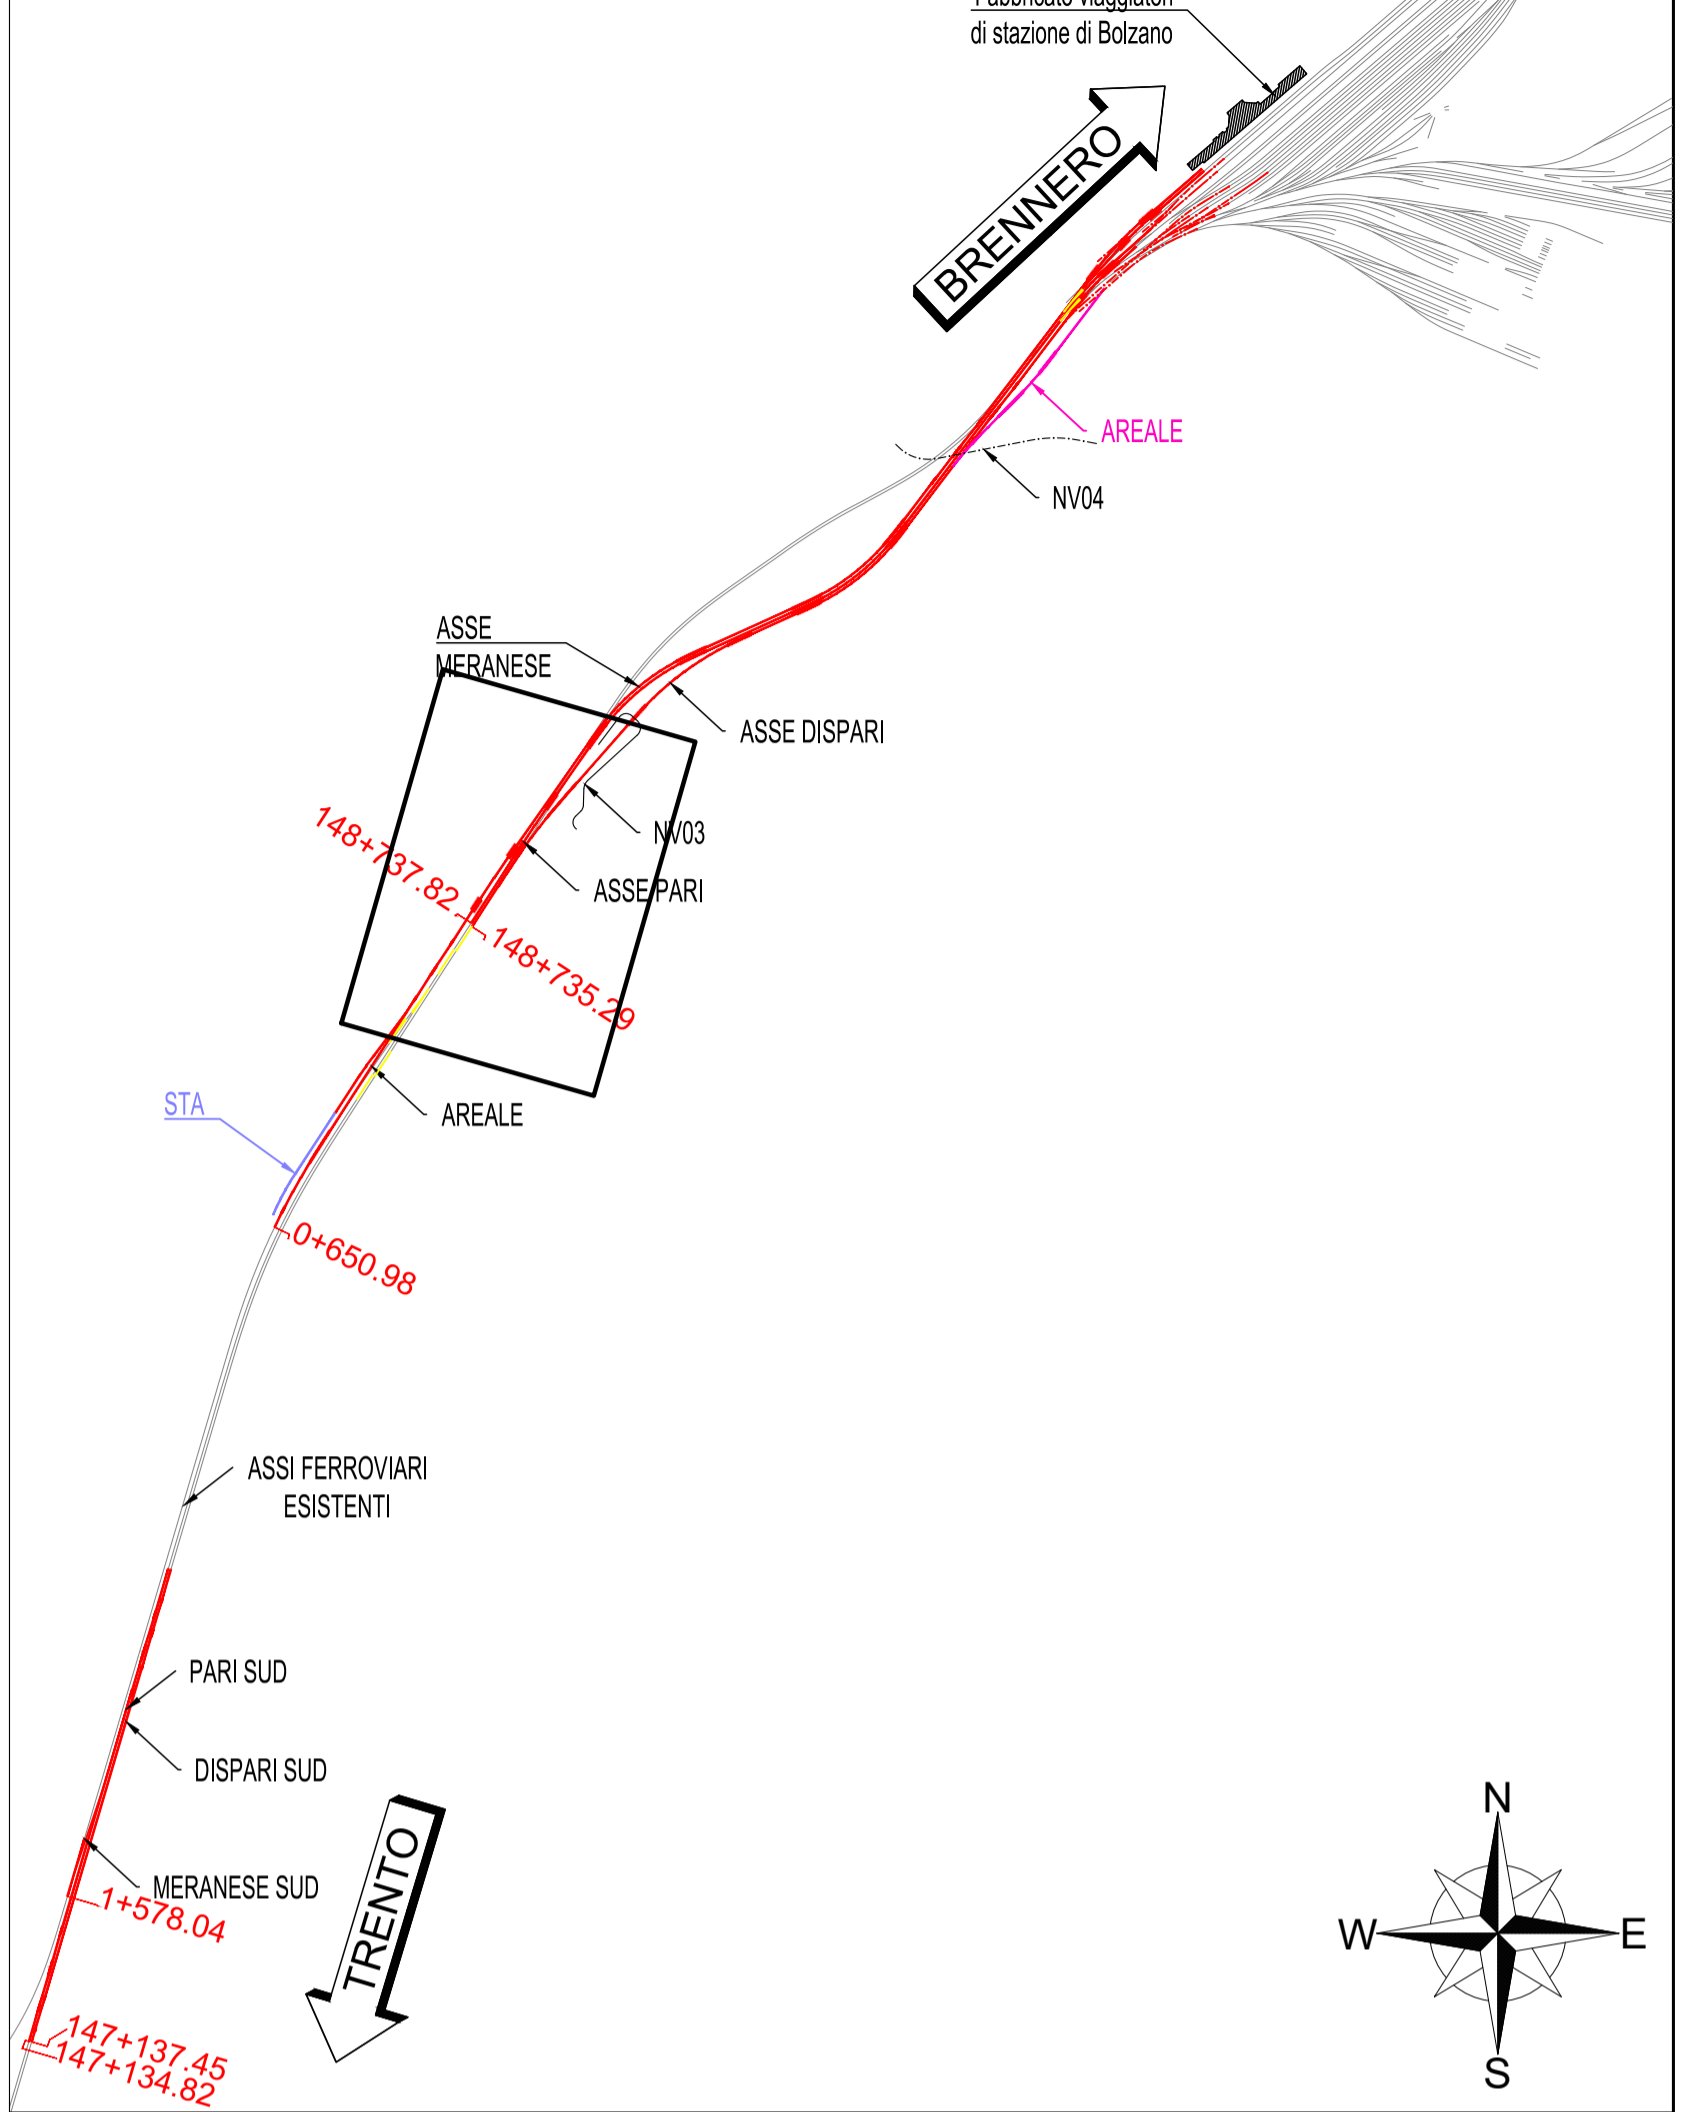 Fabbricato viaggiatori
di stazione di Bolzano
BRENNERO
AREALE
NV04
ASSE
MERANESE
ASSE DISPARI
NV03
148+737.82
ASSE PARI
148+735.29
STA
AREALE
0+650.98
ASSI FERROVIARI
ESISTENTI
PARI SUD
DISPARI SUD
MERANESE SUD
1+578.04
TRENTO
147+137.45
147+134.82
N
W
E
S